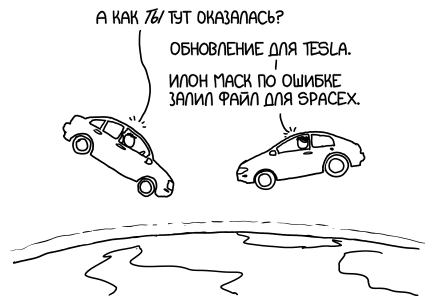 А КАК ТЫ ТУТ ОКАЗАЛАСЬ?
ОБНОВЛЕНИЕ ДЛЯ TESLA.
ИЛОН МАСК ПО ОШИБКЕ
ЗАЛИЛ ФАЙЛ ДЛЯ SPACEX.